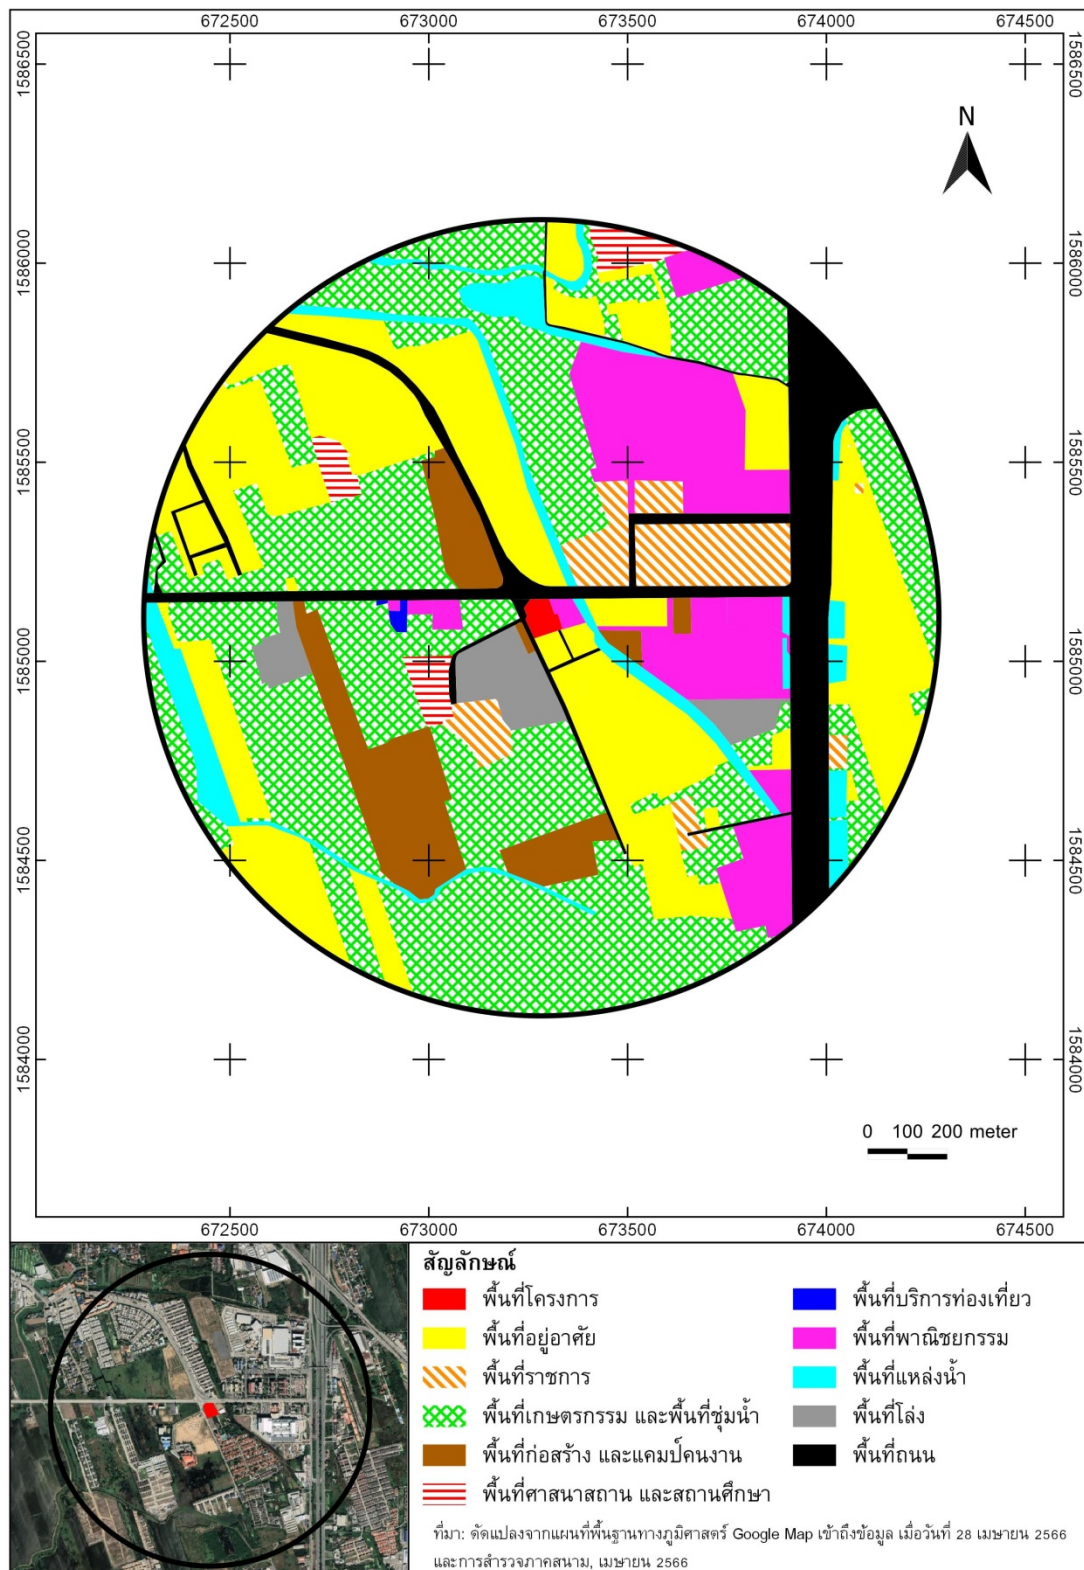 672500 673000 673500 674000 674500
1586500 1586500
N
1586000 1586000
1585500 1585500
1585000 1585000
1584500 1584500
1584000 1584000
0 100 200 meter
672500 673000 673500 674000 674500
สัญลักษณ์
พื้นที่โครงการ
พื้นที่อยู่อาศัย
พื้นที่ราชการ
พื้นที่เกษตรกรรม และพื้นที่ชุ่มน้ำ
พื้นที่ก่อสร้าง และแคมป์คนงาน
พื้นที่ศาสนาสถาน และสถานศึกษา
พื้นที่บริการท่องเที่ยว
พื้นที่พาณิชยกรรม
พื้นที่แหล่งน้ำ
พื้นที่โล่ง
พื้นที่ถนน
ที่มา: ดัดแปลงจากแผนที่พื้นฐานทางภูมิศาสตร์ Google Map เข้าถึงข้อมูล เมื่อวันที่ 28 เมษายน 2566
และการสำรวจภาคสนาม, เมษายน 2566